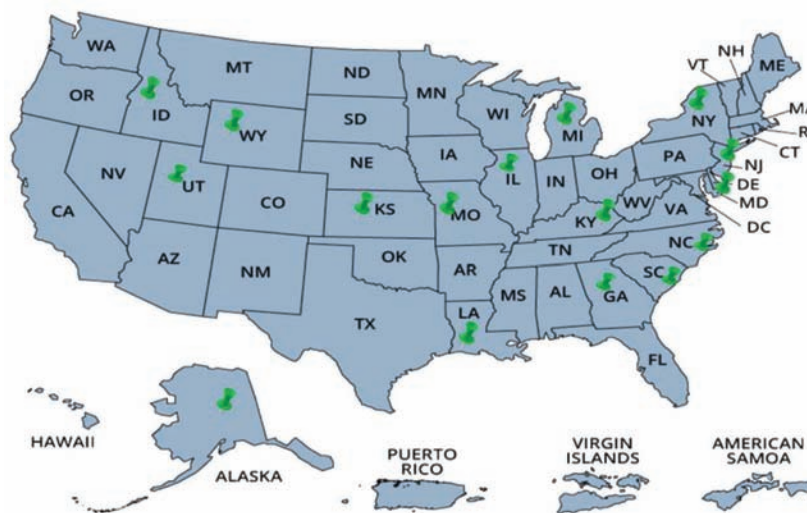 WA
MT
ND
MN
VT
NH
ME
OR
ID
WY
SD
WI
MI
NY
MA
R
CT
NV
UT
NE
IA
IL
IN
OH
PA
NJ
DE
MD
DC
CA
CO
KS
MO
KY
WV
VA
AZ
NM
OK
AR
TN
NC
SC
TX
LA
MS
AL
GA
FL
HAWAII
ALASKA
PUERTO
RICO
VIRGIN
ISLANDS
AMERICAN
SAMOA